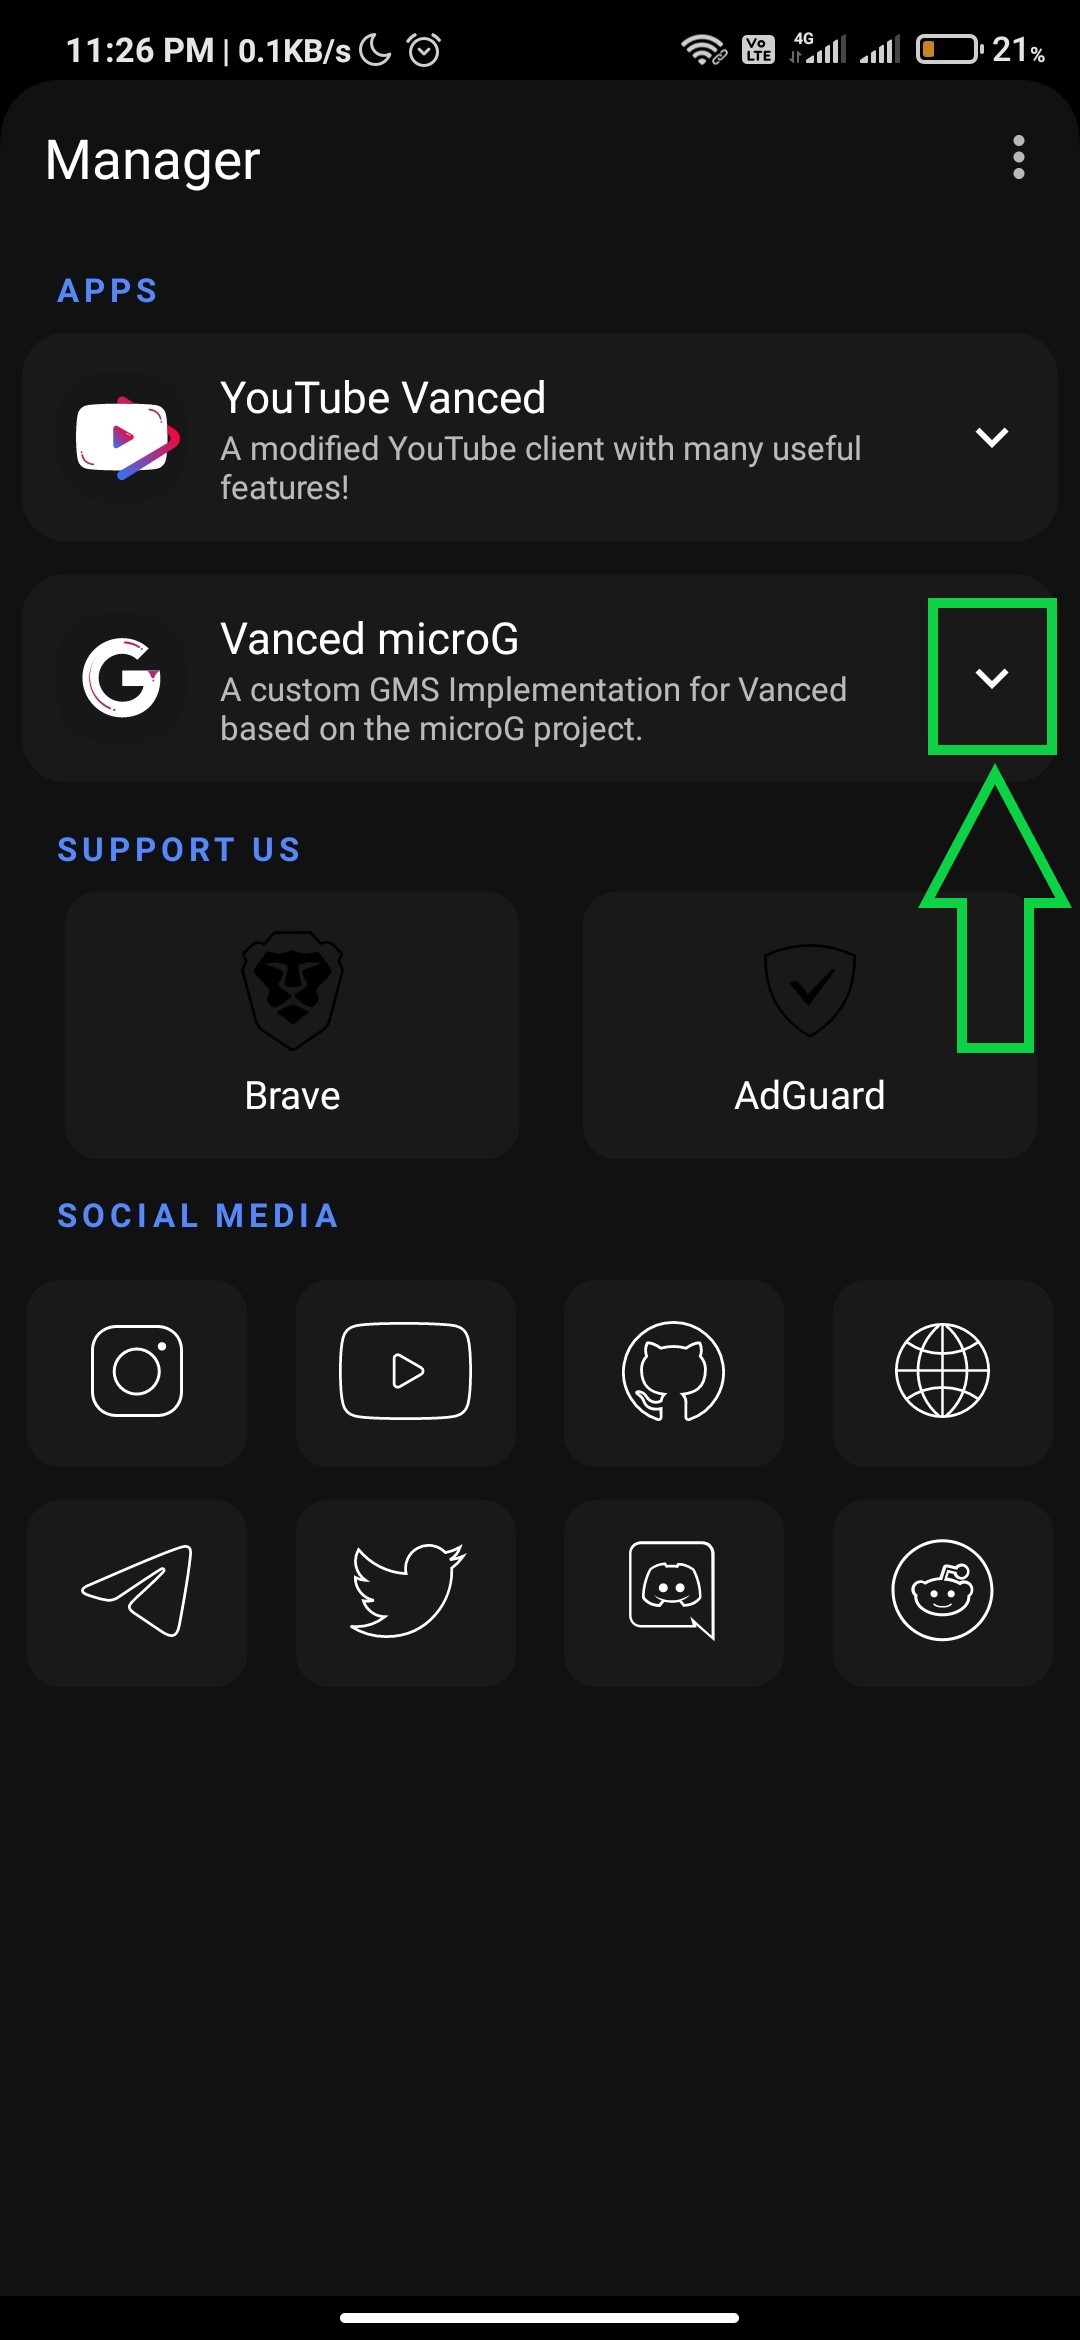 11:26 PM | 0.1KB/s Vo LTE 4G 21%
Manager
APPS
YouTube Vanced
A modified YouTube client with many useful
features!
Vanced microG
A custom GMS Implementation for Vanced
based on the microG project.
SUPPORT US
Brave
AdGuard
SOCIAL MEDIA